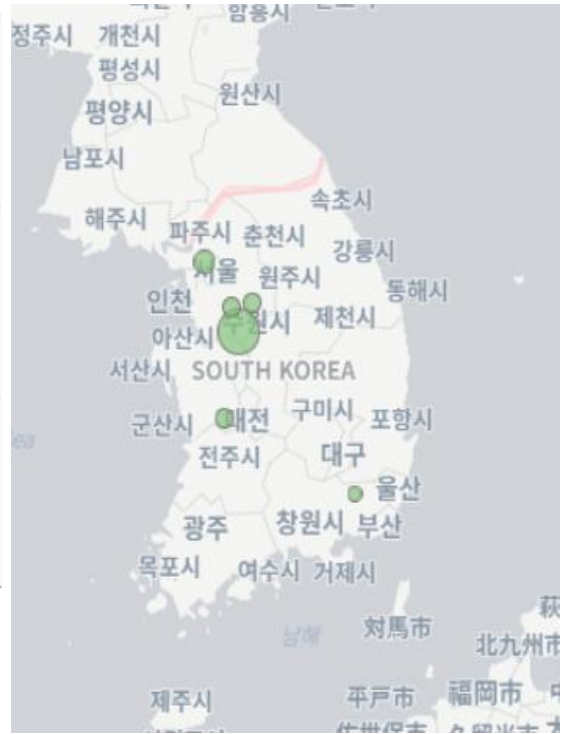 함흥시
정주시 개천시
평성시
원산시
평양시
남포시
속초시
해주시 파주시 춘천시
강릉시
원주시
동해시
인천
제천시
아산시
서산시 SOUTH KOREA
구미시
군산시 대전 포항시
전주시 대구
울산
광주 창원시 부산
목포시 여수시 거제시
萩
対馬市
남해
北九州市
제주시 平戸市 福岡市